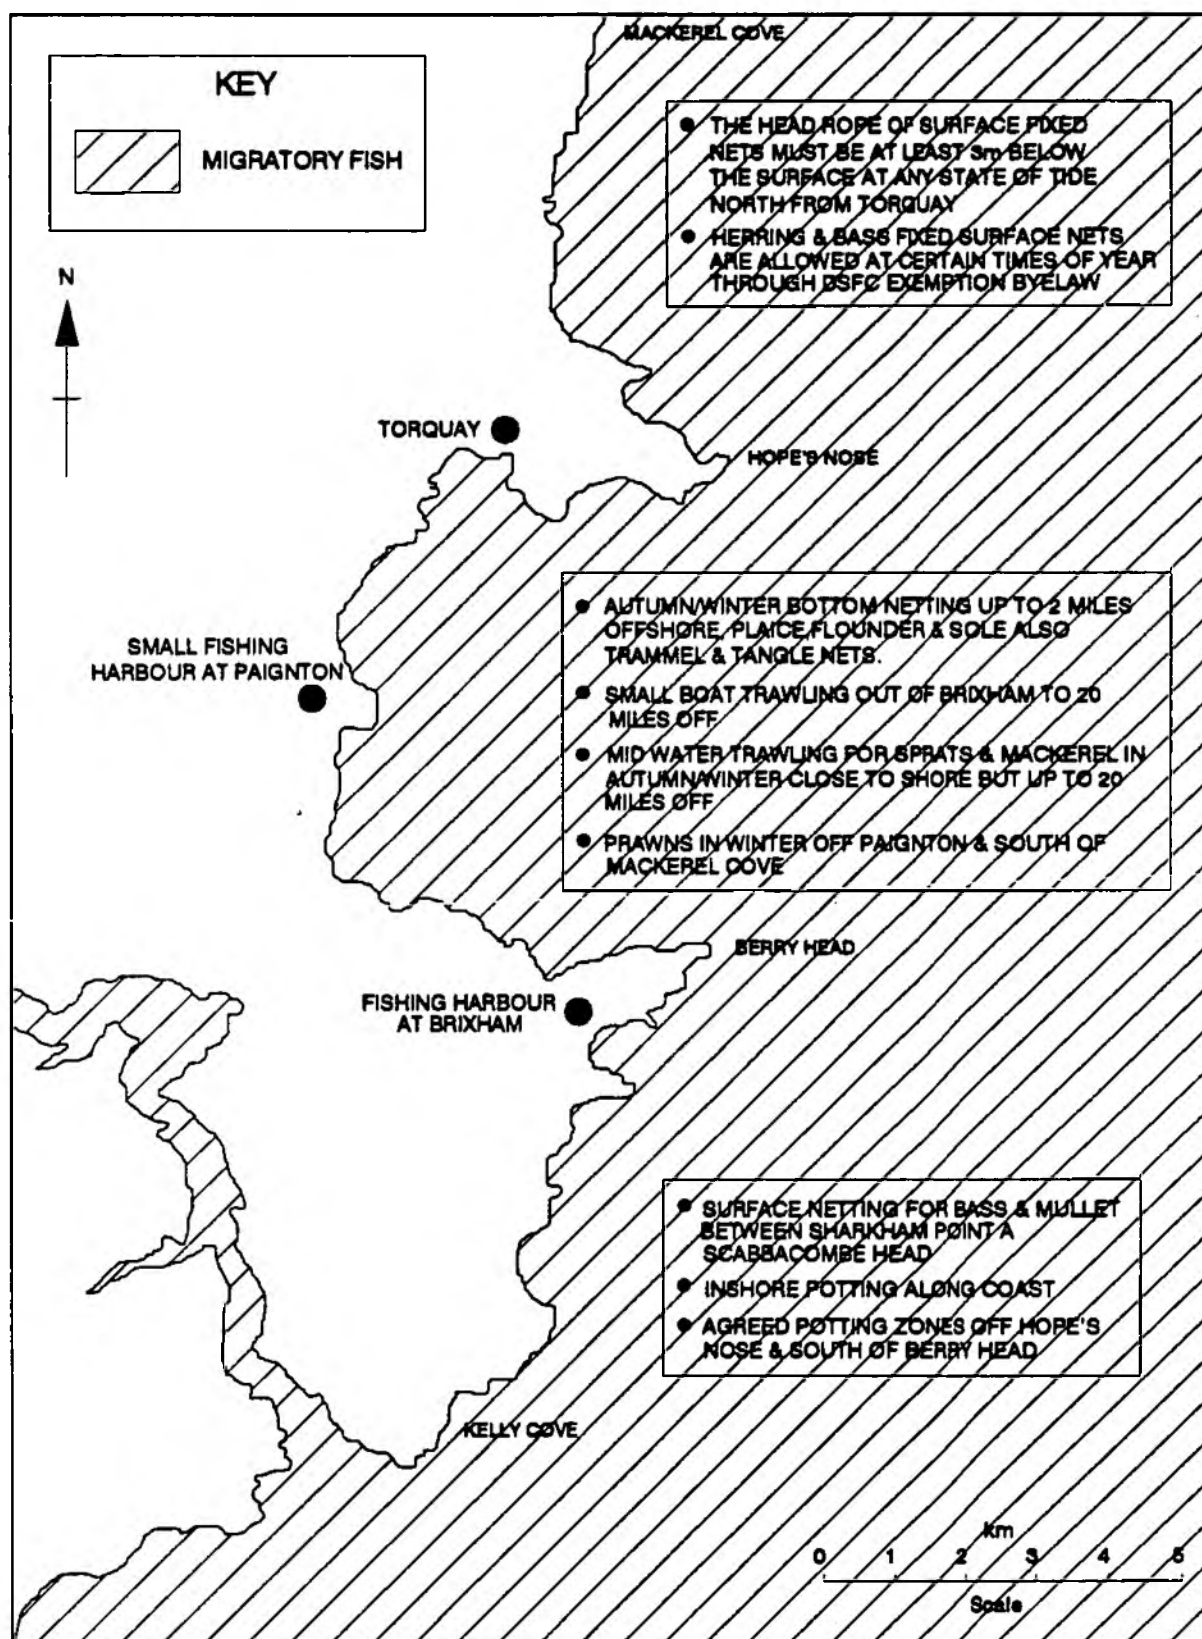 MACKEREL COVE
KEY
MIGRATORY FISH
● THE HEAD ROPE OF SURFACE FIXED
NETS MUST BE AT LEAST 3m BELOW
THE SURFACE AT ANY STATE OF TIDE
NORTH FROM TORQUAY
● HERRING & BASS FIXED SURFACE NETS
ARE ALLOWED AT CERTAIN TIMES OF YEAR
THROUGH DSFC EXEMPTION BYELAW
N
TORQUAY
HOPE'S NOSE
● AUTUMN/WINTER BOTTOM NETTING UP TO 2 MILES
OFFSHORE, PLAICE, FLOUNDER & SOLE ALSO
TRAMMEL & TANGLE NETS.
● SMALL BOAT TRAWLING OUT OF BRIXHAM TO 20
MILES OFF
● MID WATER TRAWLING FOR SPRATS & MACKEREL IN
AUTUMN/WINTER CLOSE TO SHORE BUT UP TO 20
MILES OFF
● PRAWNS IN WINTER OFF PAIGNTON & SOUTH OF
MACKEREL COVE
SMALL FISHING
HARBOUR AT PAIGNTON
BERRY HEAD
FISHING HARBOUR
AT BRIXHAM
● SURFACE NETTING FOR BASS & MULLET
BETWEEN SHARKHAM POINT A
SCABBACOMBE HEAD
● INSHORE POTTING ALONG COAST
● AGREED POTTING ZONES OFF HOPE'S
NOSE & SOUTH OF BERRY HEAD
KELLY COVE
km
0 1 2 3 4 5
Scale